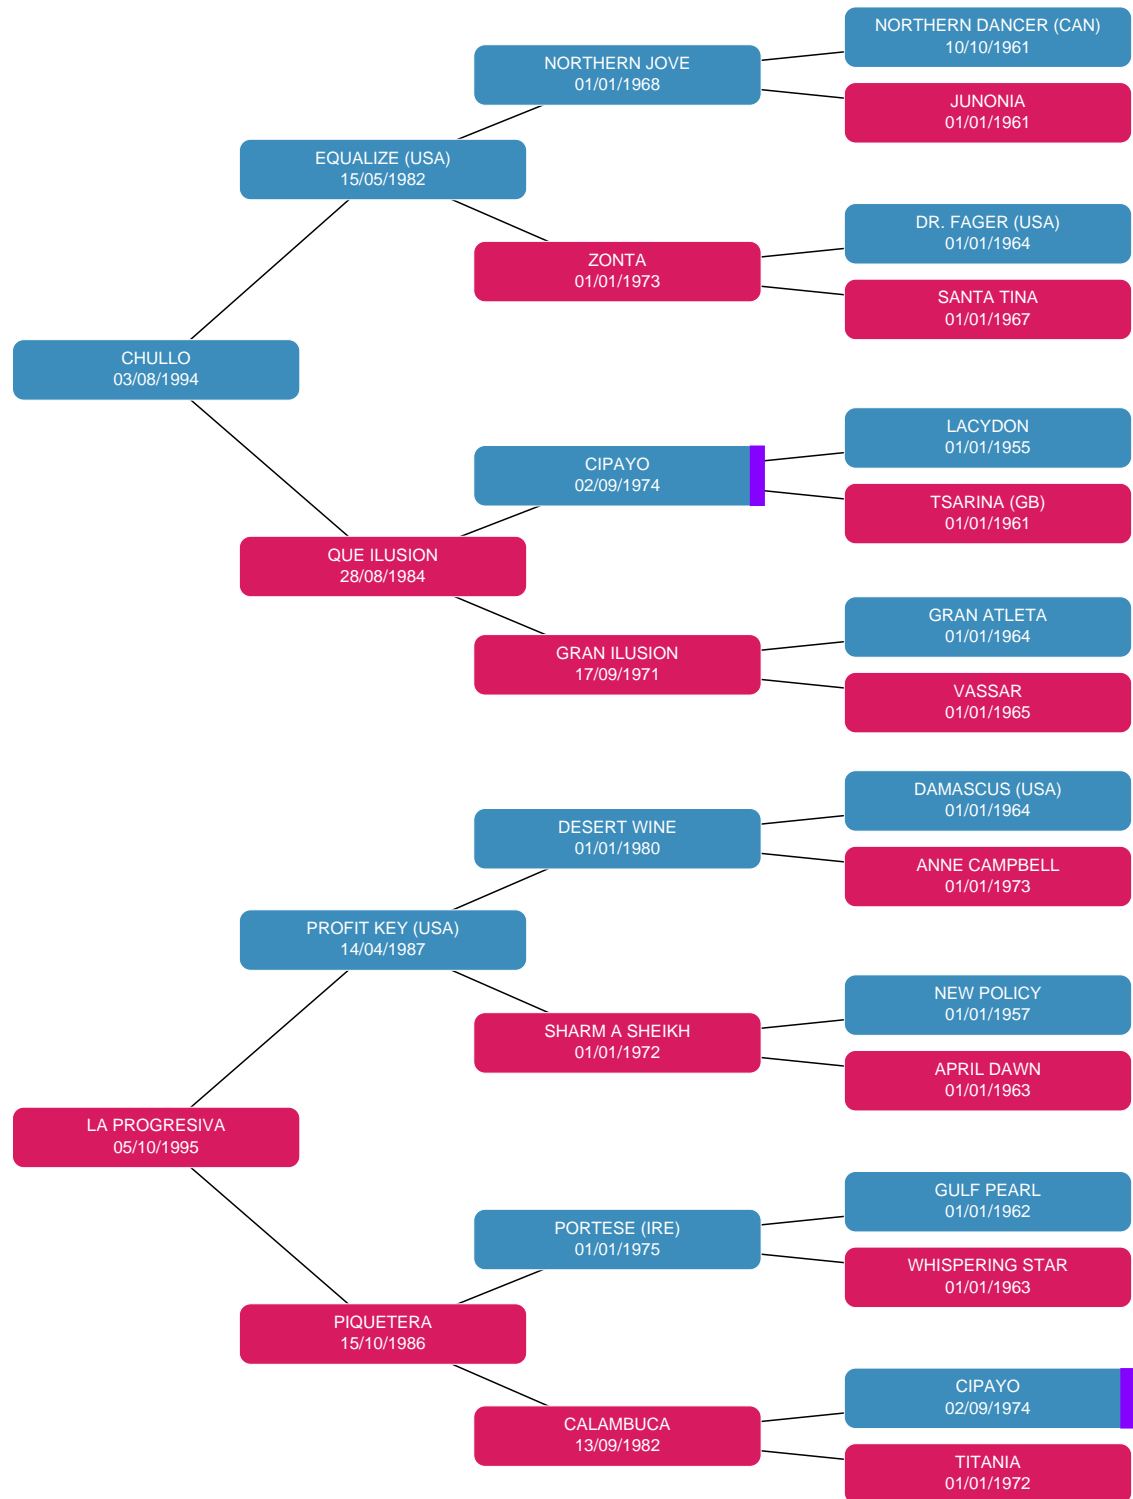 NORTHERN DANCER (CAN)
10/10/1961
NORTHERN JOVE
01/01/1968
JUNONIA
01/01/1961
EQUALIZE (USA)
15/05/1982
DR. FAGER (USA)
01/01/1964
ZONTA
01/01/1973
SANTA TINA
01/01/1967
CHULLO
03/08/1994
LACYDON
01/01/1955
CIPAYO
02/09/1974
TSARINA (GB)
01/01/1961
QUE ILUSION
28/08/1984
GRAN ATLETA
01/01/1964
GRAN ILUSION
17/09/1971
VASSAR
01/01/1965
DAMASCUS (USA)
01/01/1964
DESERT WINE
01/01/1980
ANNE CAMPBELL
01/01/1973
PROFIT KEY (USA)
14/04/1987
NEW POLICY
01/01/1957
SHARM A SHEIKH
01/01/1972
APRIL DAWN
01/01/1963
LA PROGRESIVA
05/10/1995
GULF PEARL
01/01/1962
PORTESE (IRE)
01/01/1975
WHISPERING STAR
01/01/1963
PIQUETERA
15/10/1986
CIPAYO
02/09/1974
CALAMBUCA
13/09/1982
TITANIA
01/01/1972